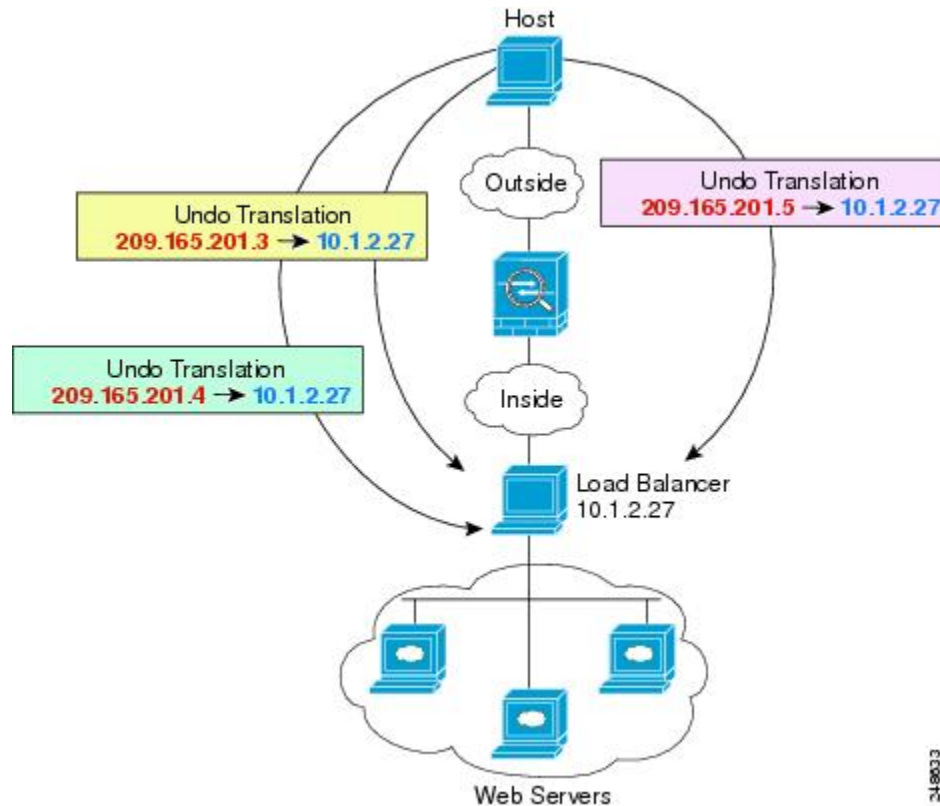 Host
Outside
Undo Translation
209.165.201.3 → 10.1.2.27
Undo Translation
209.165.201.5 → 10.1.2.27
Undo Translation
209.165.201.4 → 10.1.2.27
Inside
Load Balancer
10.1.2.27
Web Servers
248633